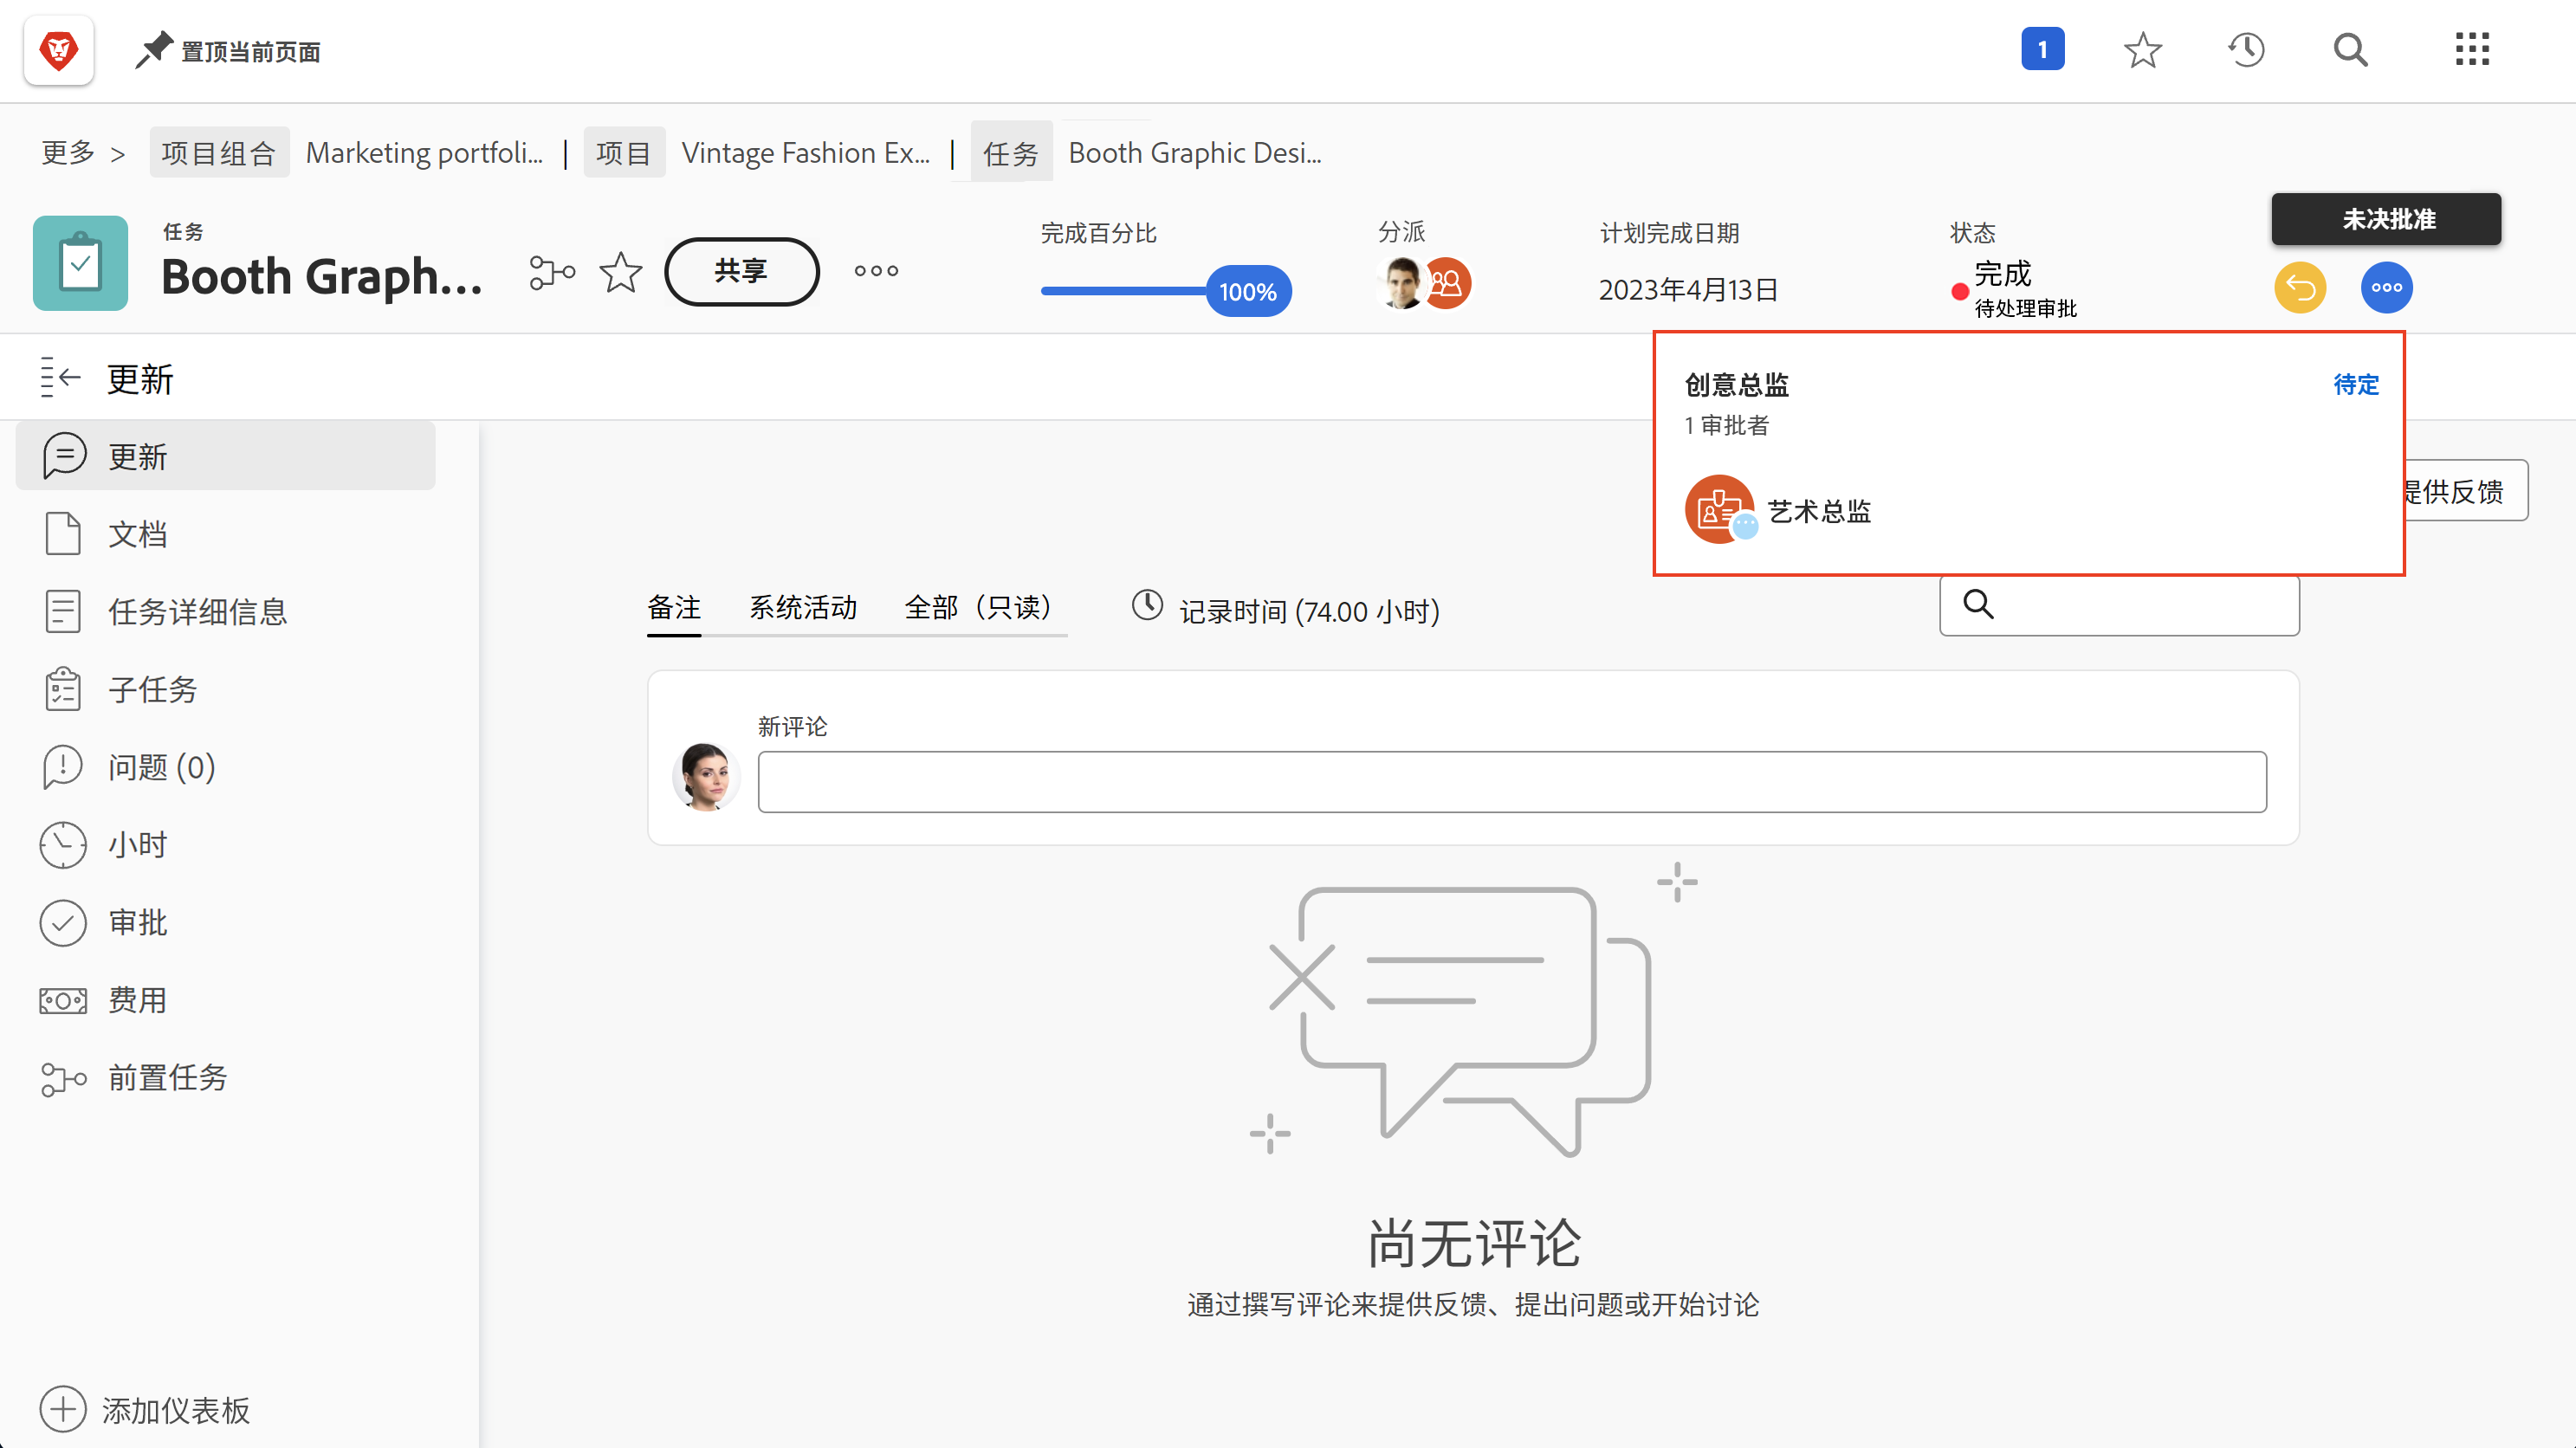 置顶当前页面
1
更多 >
项目组合 Marketing portfoli... | 项目 Vintage Fashion Ex... | 任务 Booth Graphic Desi...
任务
Booth Graph...
共享
完成百分比
100%
分派
计划完成日期
2023年4月13日
状态
完成
待处理审批
未决批准
更新
创意总监
待定
1 审批者
艺术总监
提供反馈
更新
文档
任务详细信息
子任务
问题 (0)
小时
审批
费用
前置任务
添加仪表板
备注 系统活动 全部（只读） 记录时间 (74.00 小时)
新评论
尚无评论
通过撰写评论来提供反馈、提出问题或开始讨论